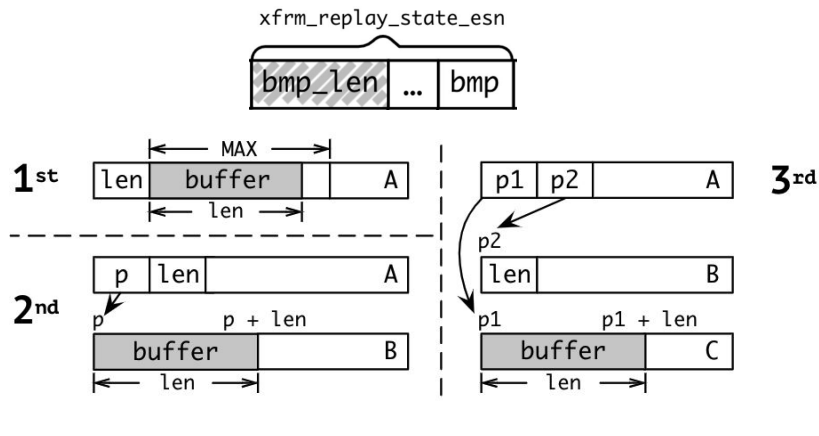 xfrm_replay_state_esn
bmp_len ... bmp
1st
MAX
len buffer A
len
2nd
p len A
p p + len
buffer B
len
3rd
p1 p2 A
p2
len B
p1 p1 + len
buffer C
len